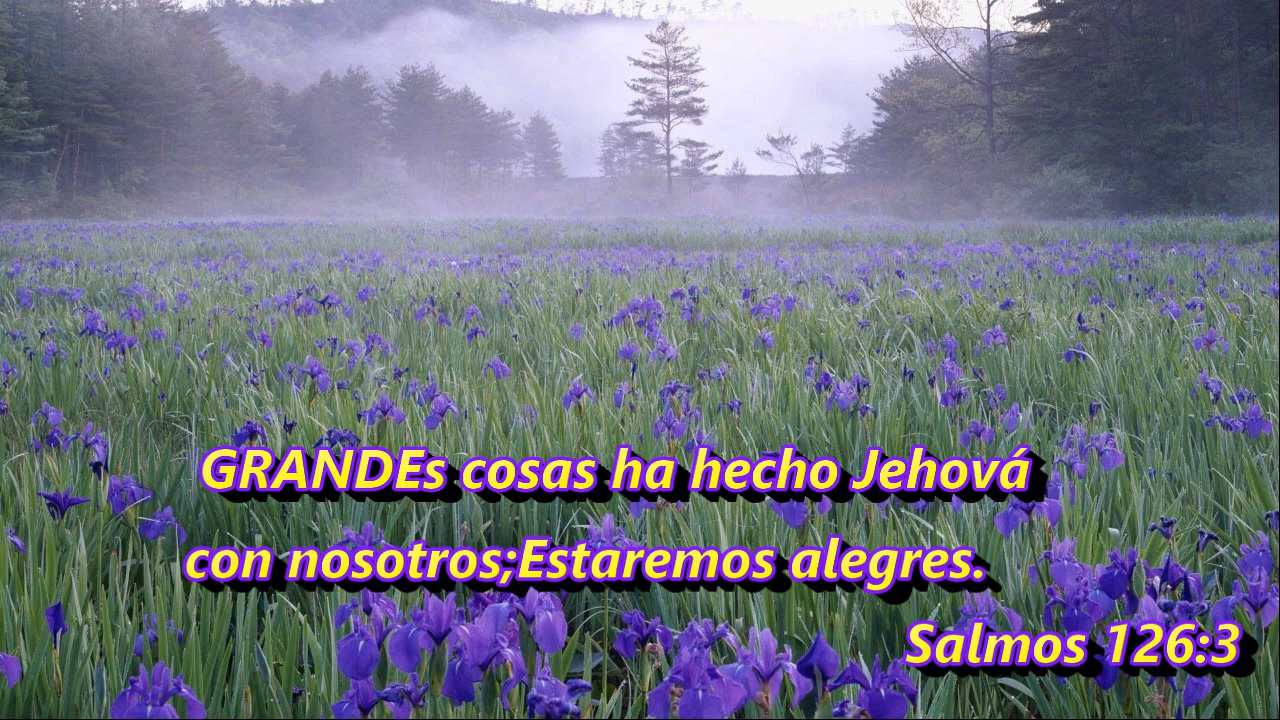 GRANDEs cosas ha hecho Jehová
con nosotros;Estaremos alegres.
Salmos 126:3